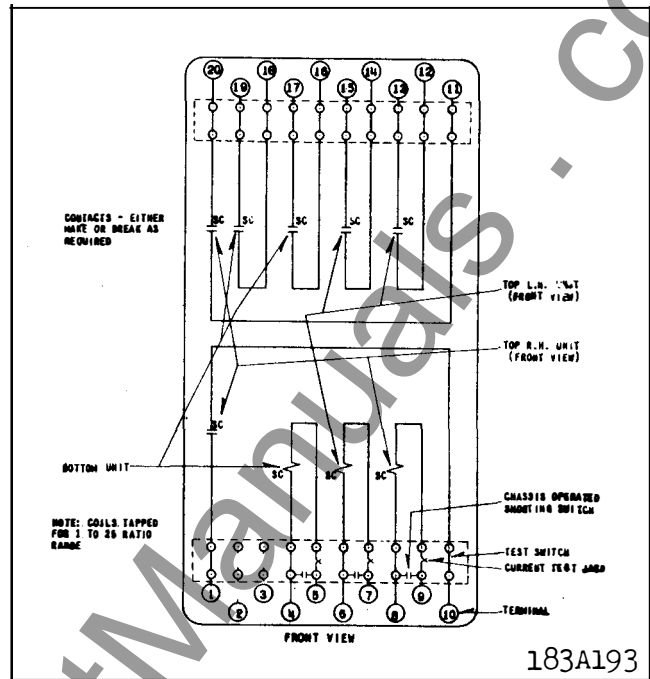 20 18 16 14 12
19 17 15 13 11
CONTACTS - EITHER
MAKE OR BREAK AS
REQUIRED
SC SC SC SC SC
TOP L.H. UNIT
(FRONT VIEW)
TOP R.H. UNIT
(FRONT VIEW)
SC
BOTTOM UNIT
SC SC SC
CHASSIS OPERATED
SHORTING SWITCH
NOTE: COILS TAPPED
FOR 1 TO 25 RATIO
RANGE
TEST SWITCH
CURRENT TEST JACK
1 3 5 7 9
2 4 6 8 10
TERMINAL
FRONT VIEW
183A193
Manuals . co